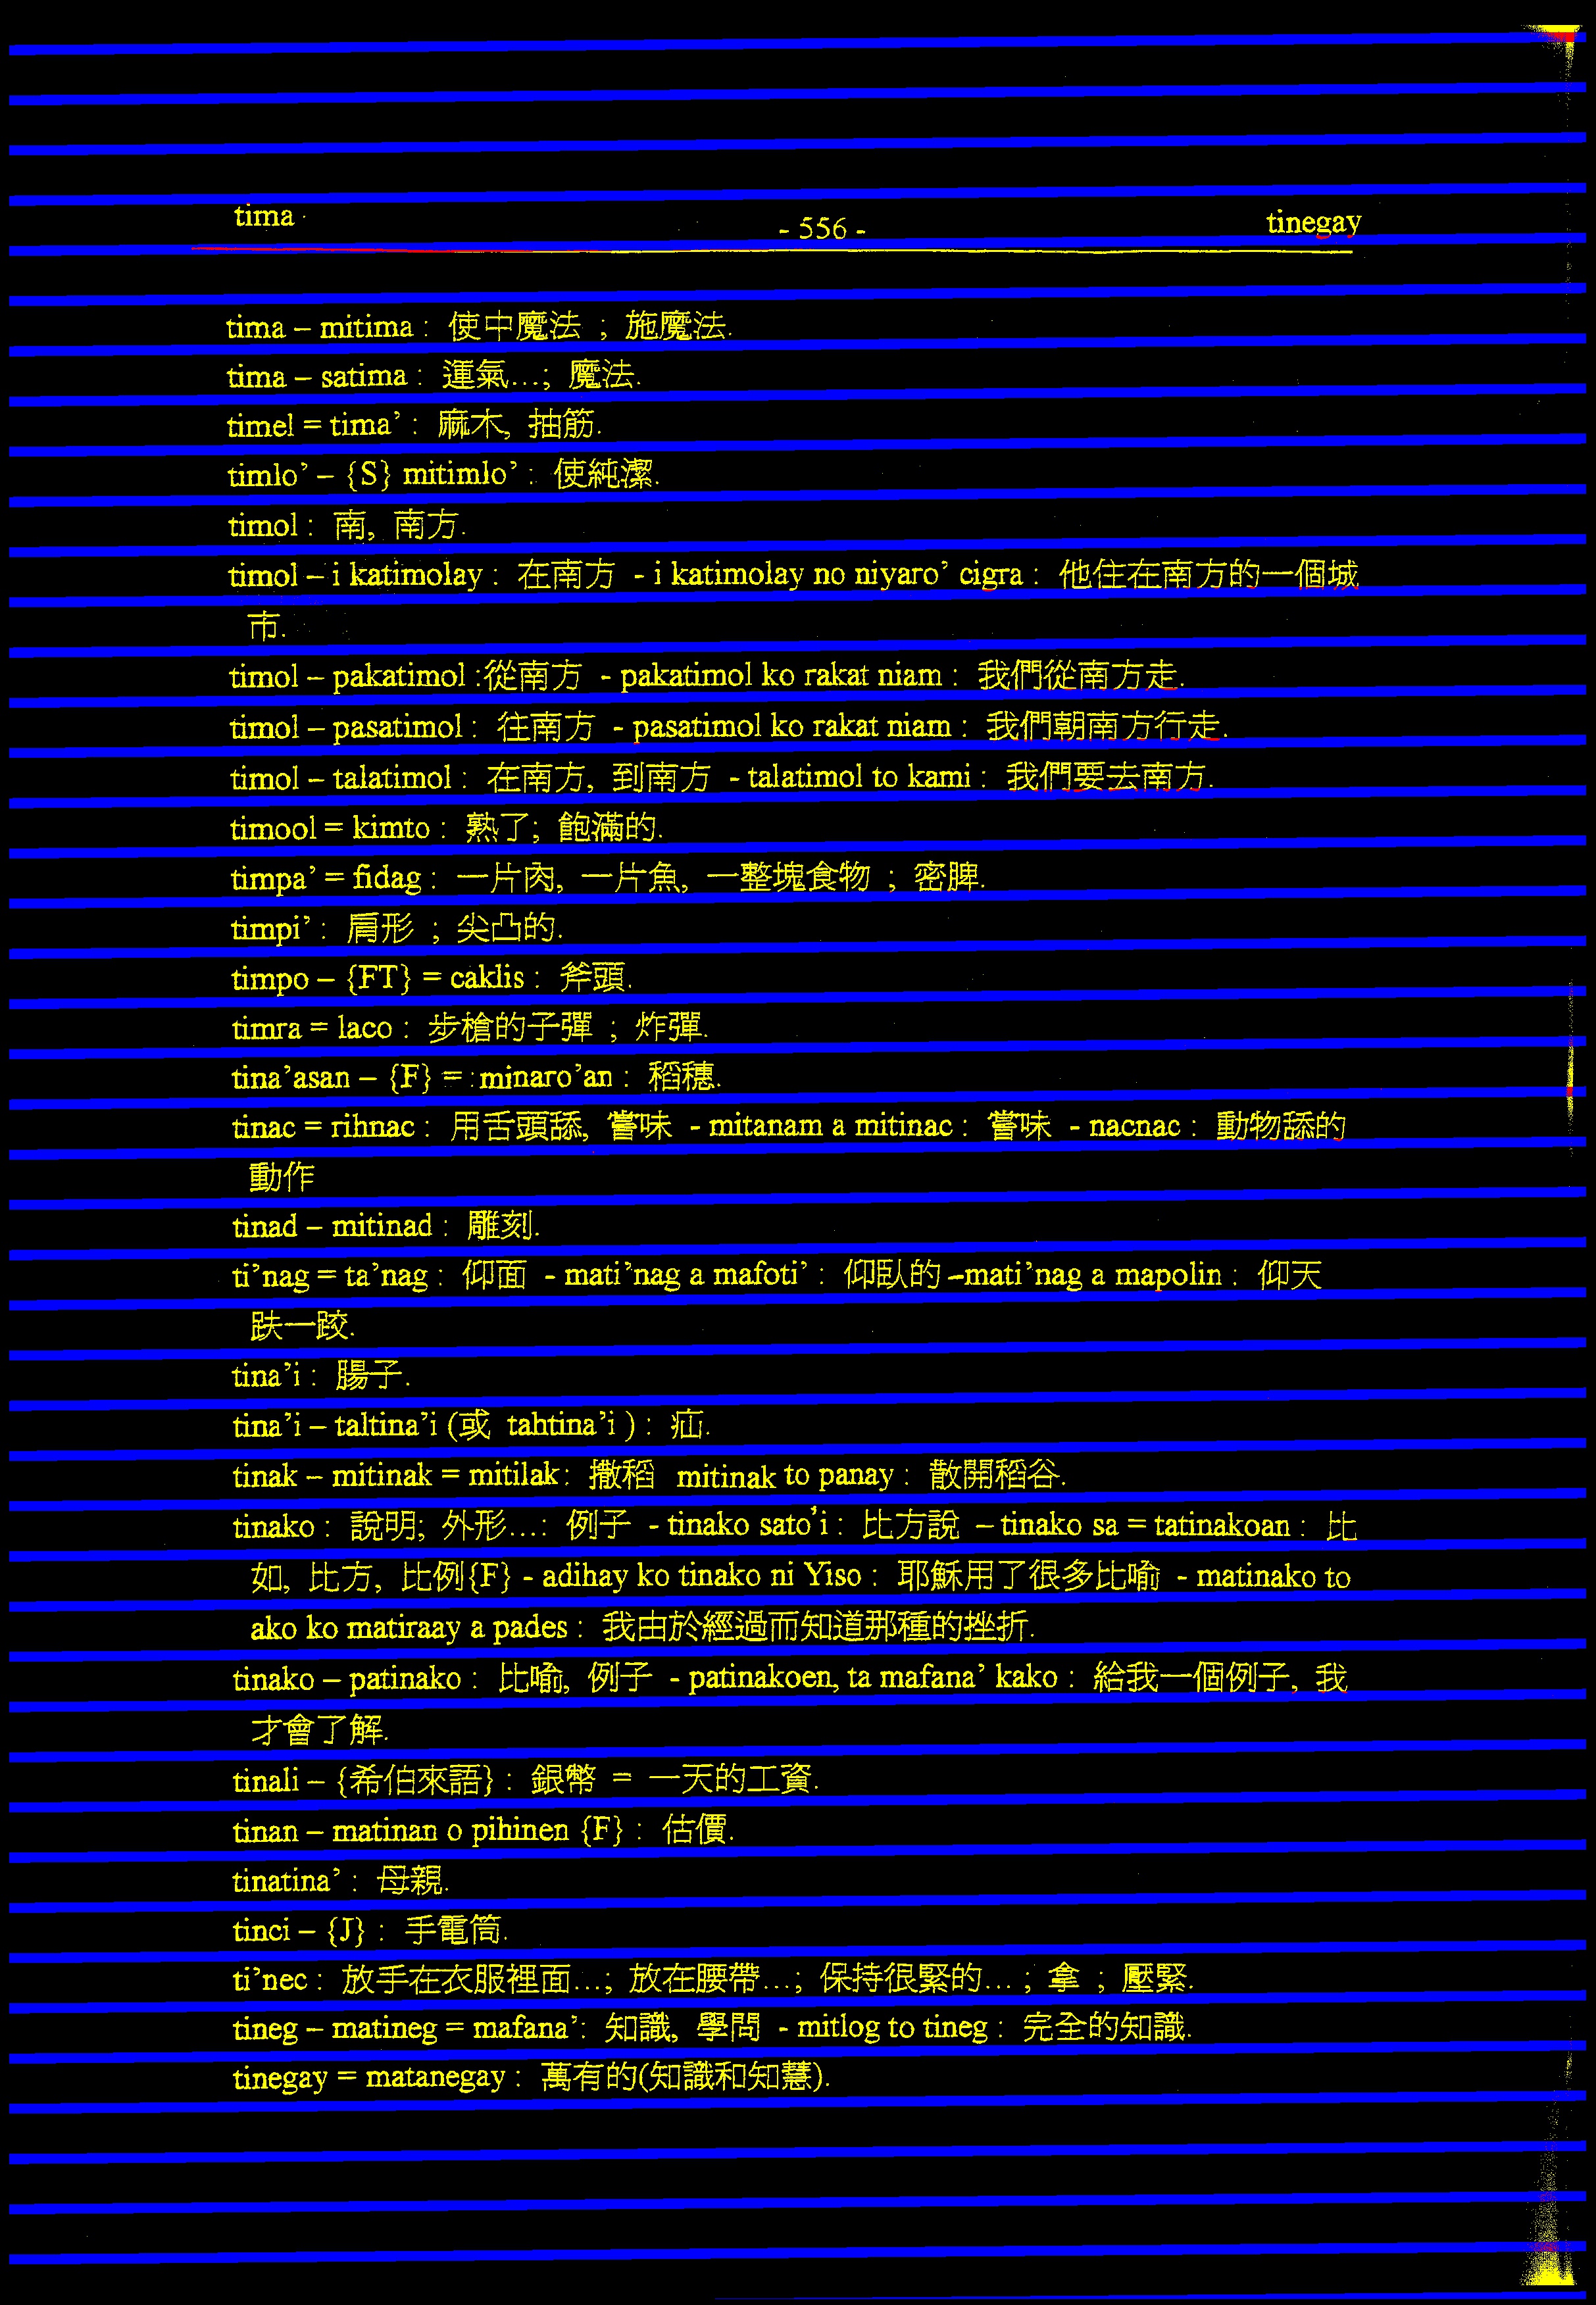 tima - 556 - tinegay
tima – mitima : 使中魔法 ; 施魔法.
tima – satima : 運氣...; 魔法.
timel = tima’ : 麻木, 抽筋.
timlo’ – {S} mitimlo’ : 使純潔.
timol : 南, 南方.
timol – i katimolay : 在南方 - i katimolay no niyaro’ cigra : 他住在南方的一個城
市.
timol – pakatimol :從南方 - pakatimol ko rakat niam : 我們從南方走.
timol – pasatimol : 往南方 - pasatimol ko rakat niam : 我們朝南方行走.
timol – talatimol : 在南方, 到南方 - talatimol to kami : 我們要去南方.
timool = kimto : 熟了; 飽滿的.
timpa’ = fidag : 一片肉, 一片魚, 一整塊食物 ; 密脾.
timpi’ : 肩形 ; 尖凸的.
timpo – {FT} = caklis : 斧頭.
timra = laco : 步槍的子彈 ; 炸彈.
tina’asan – {F} = minaro’an : 稻穗.
tinac = rihnac : 用舌頭舔, 嘗味 - mitanam a mitinac : 嘗味 - nacnac : 動物舔的
動作
tinad – mitinad : 雕刻.
ti’nag = ta’nag : 仰面 - mati’nag a mafoti’ : 仰臥的 –mati’nag a mapolin : 仰天
趺一跤.
tina’i : 腸子.
tina’i – taltina’i (或 tahtina’i ) : 疝.
tinak – mitinak = mitilak : 撒稻 mitinak to panay : 散開稻谷.
tinako : 說明; 外形...: 例子 - tinako sato’i : 比方說 – tinako sa = tatinakoan : 比
如, 比方, 比例{F} - adihay ko tinako ni Yiso : 耶穌用了很多比喻 - matinako to
ako ko matiraay a pades : 我由於經過而知道那種的挫折.
tinako – patinako : 比喻, 例子 - patinakoen, ta mafana’ kako : 給我一個例子, 我
才會了解.
tinali – {希伯來語} : 銀幣 = 一天的工資.
tinan – matinan o pihinen {F} : 估價.
tinatina’ : 母親.
tinci – {J} : 手電筒.
ti’nec : 放手在衣服裡面...; 放在腰帶...; 保持很緊的... ; 拿 ; 壓緊.
tineg – matineg = mafana’: 知識, 學問 - mitlog to tineg : 完全的知識.
tinegay = matanegay : 萬有的(知識和知慧).